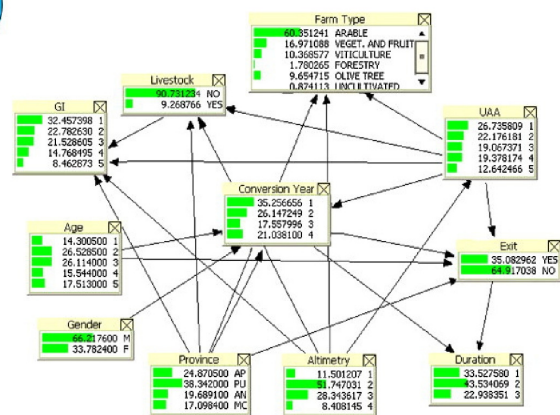 Farm Type
60.351241 ARABLE
16.971088 VEGET. AND FRUIT
10.368577 VITICULTURE
1.780265 FORESTRY
9.654715 OLIVE TREE
0.874113 UNCULTIVATED
Livestock
90.731234 NO
9.268766 YES
GI
32.457398 1
22.782630 2
21.528605 3
14.768495 4
8.462873 5
UAA
26.735809 1
22.176181 2
19.067371 3
19.378174 4
12.642466 5
Conversion Year
35.256656 1
26.147249 2
17.557996 3
21.038100 4
Age
14.300500 1
26.528500 2
26.114000 3
15.544000 4
17.513000 5
Exit
35.082962 YES
64.917038 NO
Gender
66.217600 M
33.782400 F
Province
24.870500 AP
38.342000 PU
19.689100 AN
17.098400 MC
Altimetry
11.501207 1
51.747031 2
28.343617 3
8.408145 4
Duration
33.527580 1
43.534069 2
22.938351 3